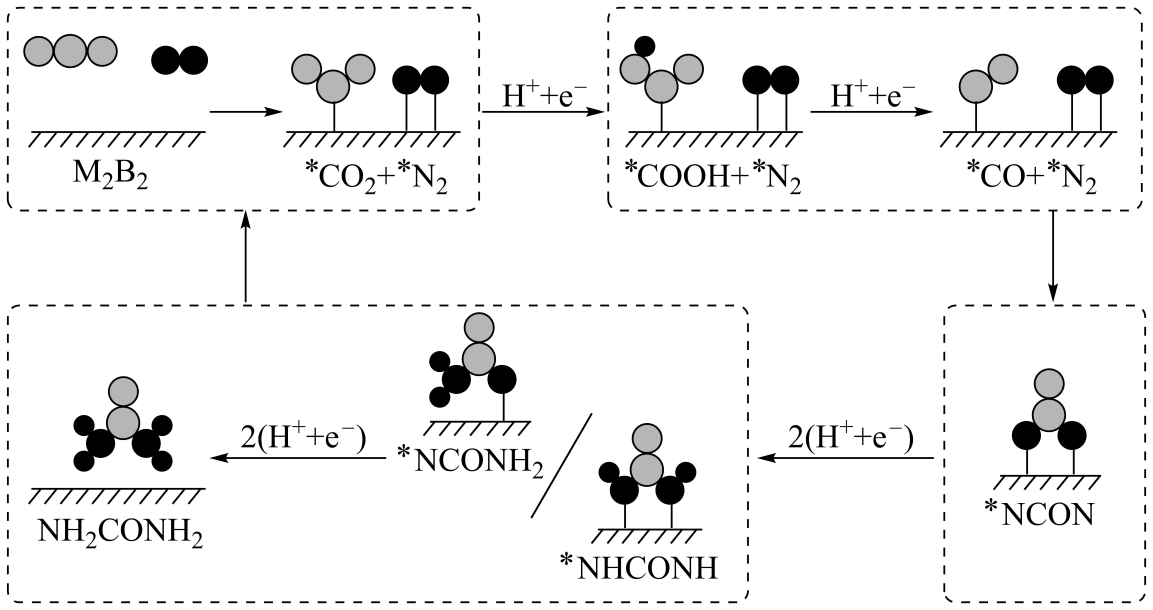 H⁺+e⁻
H⁺+e⁻
M₂B₂
*CO₂+*N₂
*COOH+*N₂
*CO+*N₂
2(H⁺+e⁻)
*NCONH₂
2(H⁺+e⁻)
*NCON
NH₂CONH₂
*NHCONH